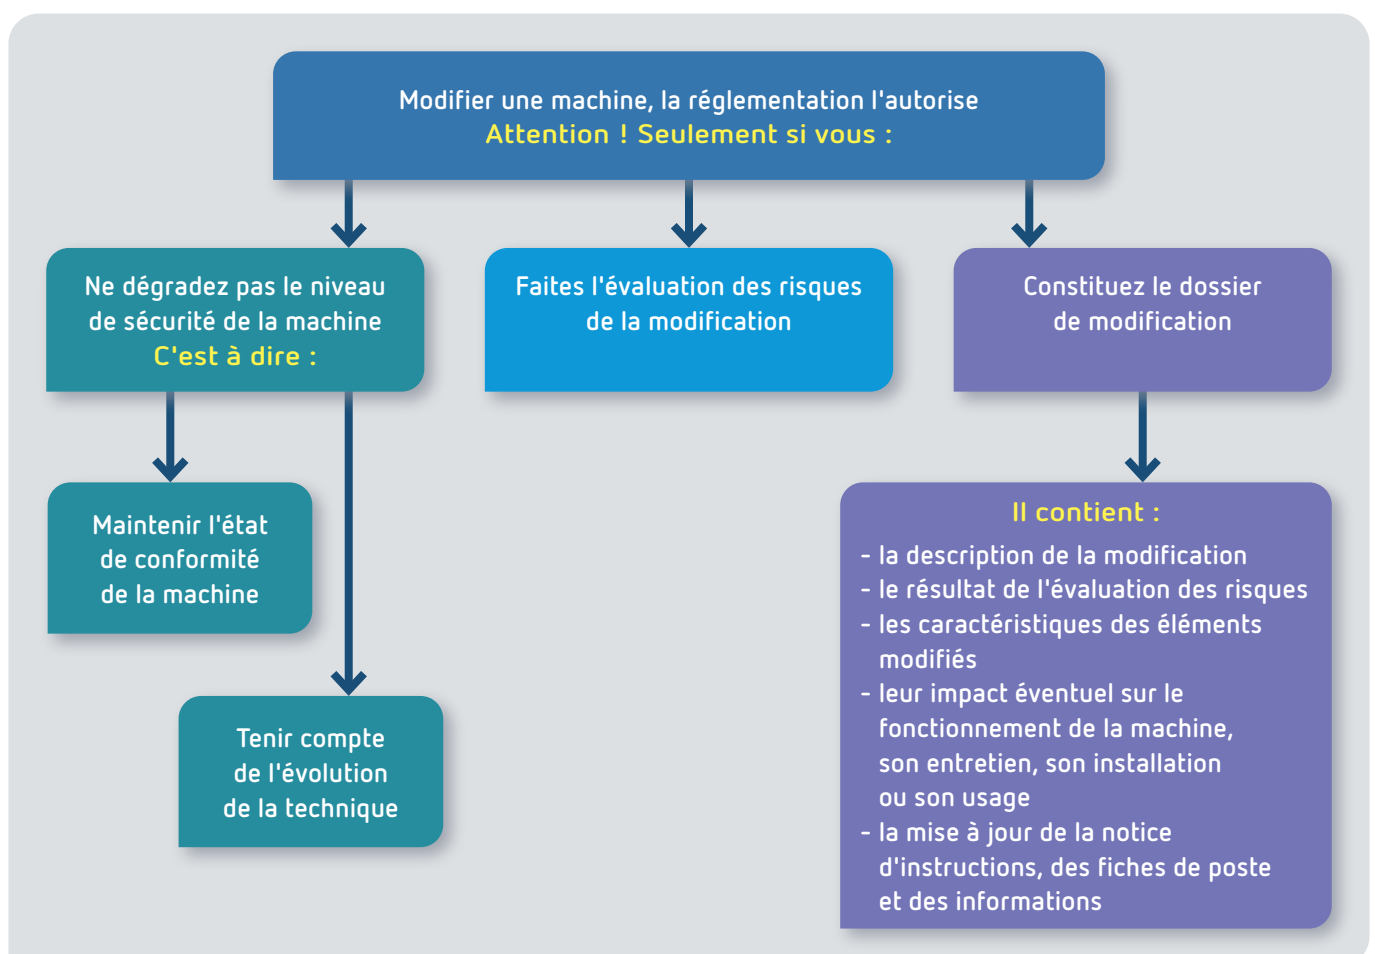 Modifier une machine, la réglementation l'autorise
Attention ! Seulement si vous :
Ne dégradez pas le niveau
de sécurité de la machine
C'est à dire :
Faites l'évaluation des risques
de la modification
Constituez le dossier
de modification
Maintenir l'état
de conformité
de la machine
Tenir compte
de l'évolution
de la technique
Il contient :
- la description de la modification
- le résultat de l'évaluation des risques
- les caractéristiques des éléments
modifiés
- leur impact éventuel sur le
fonctionnement de la machine,
son entretien, son installation
ou son usage
- la mise à jour de la notice
d'instructions, des fiches de poste
et des informations